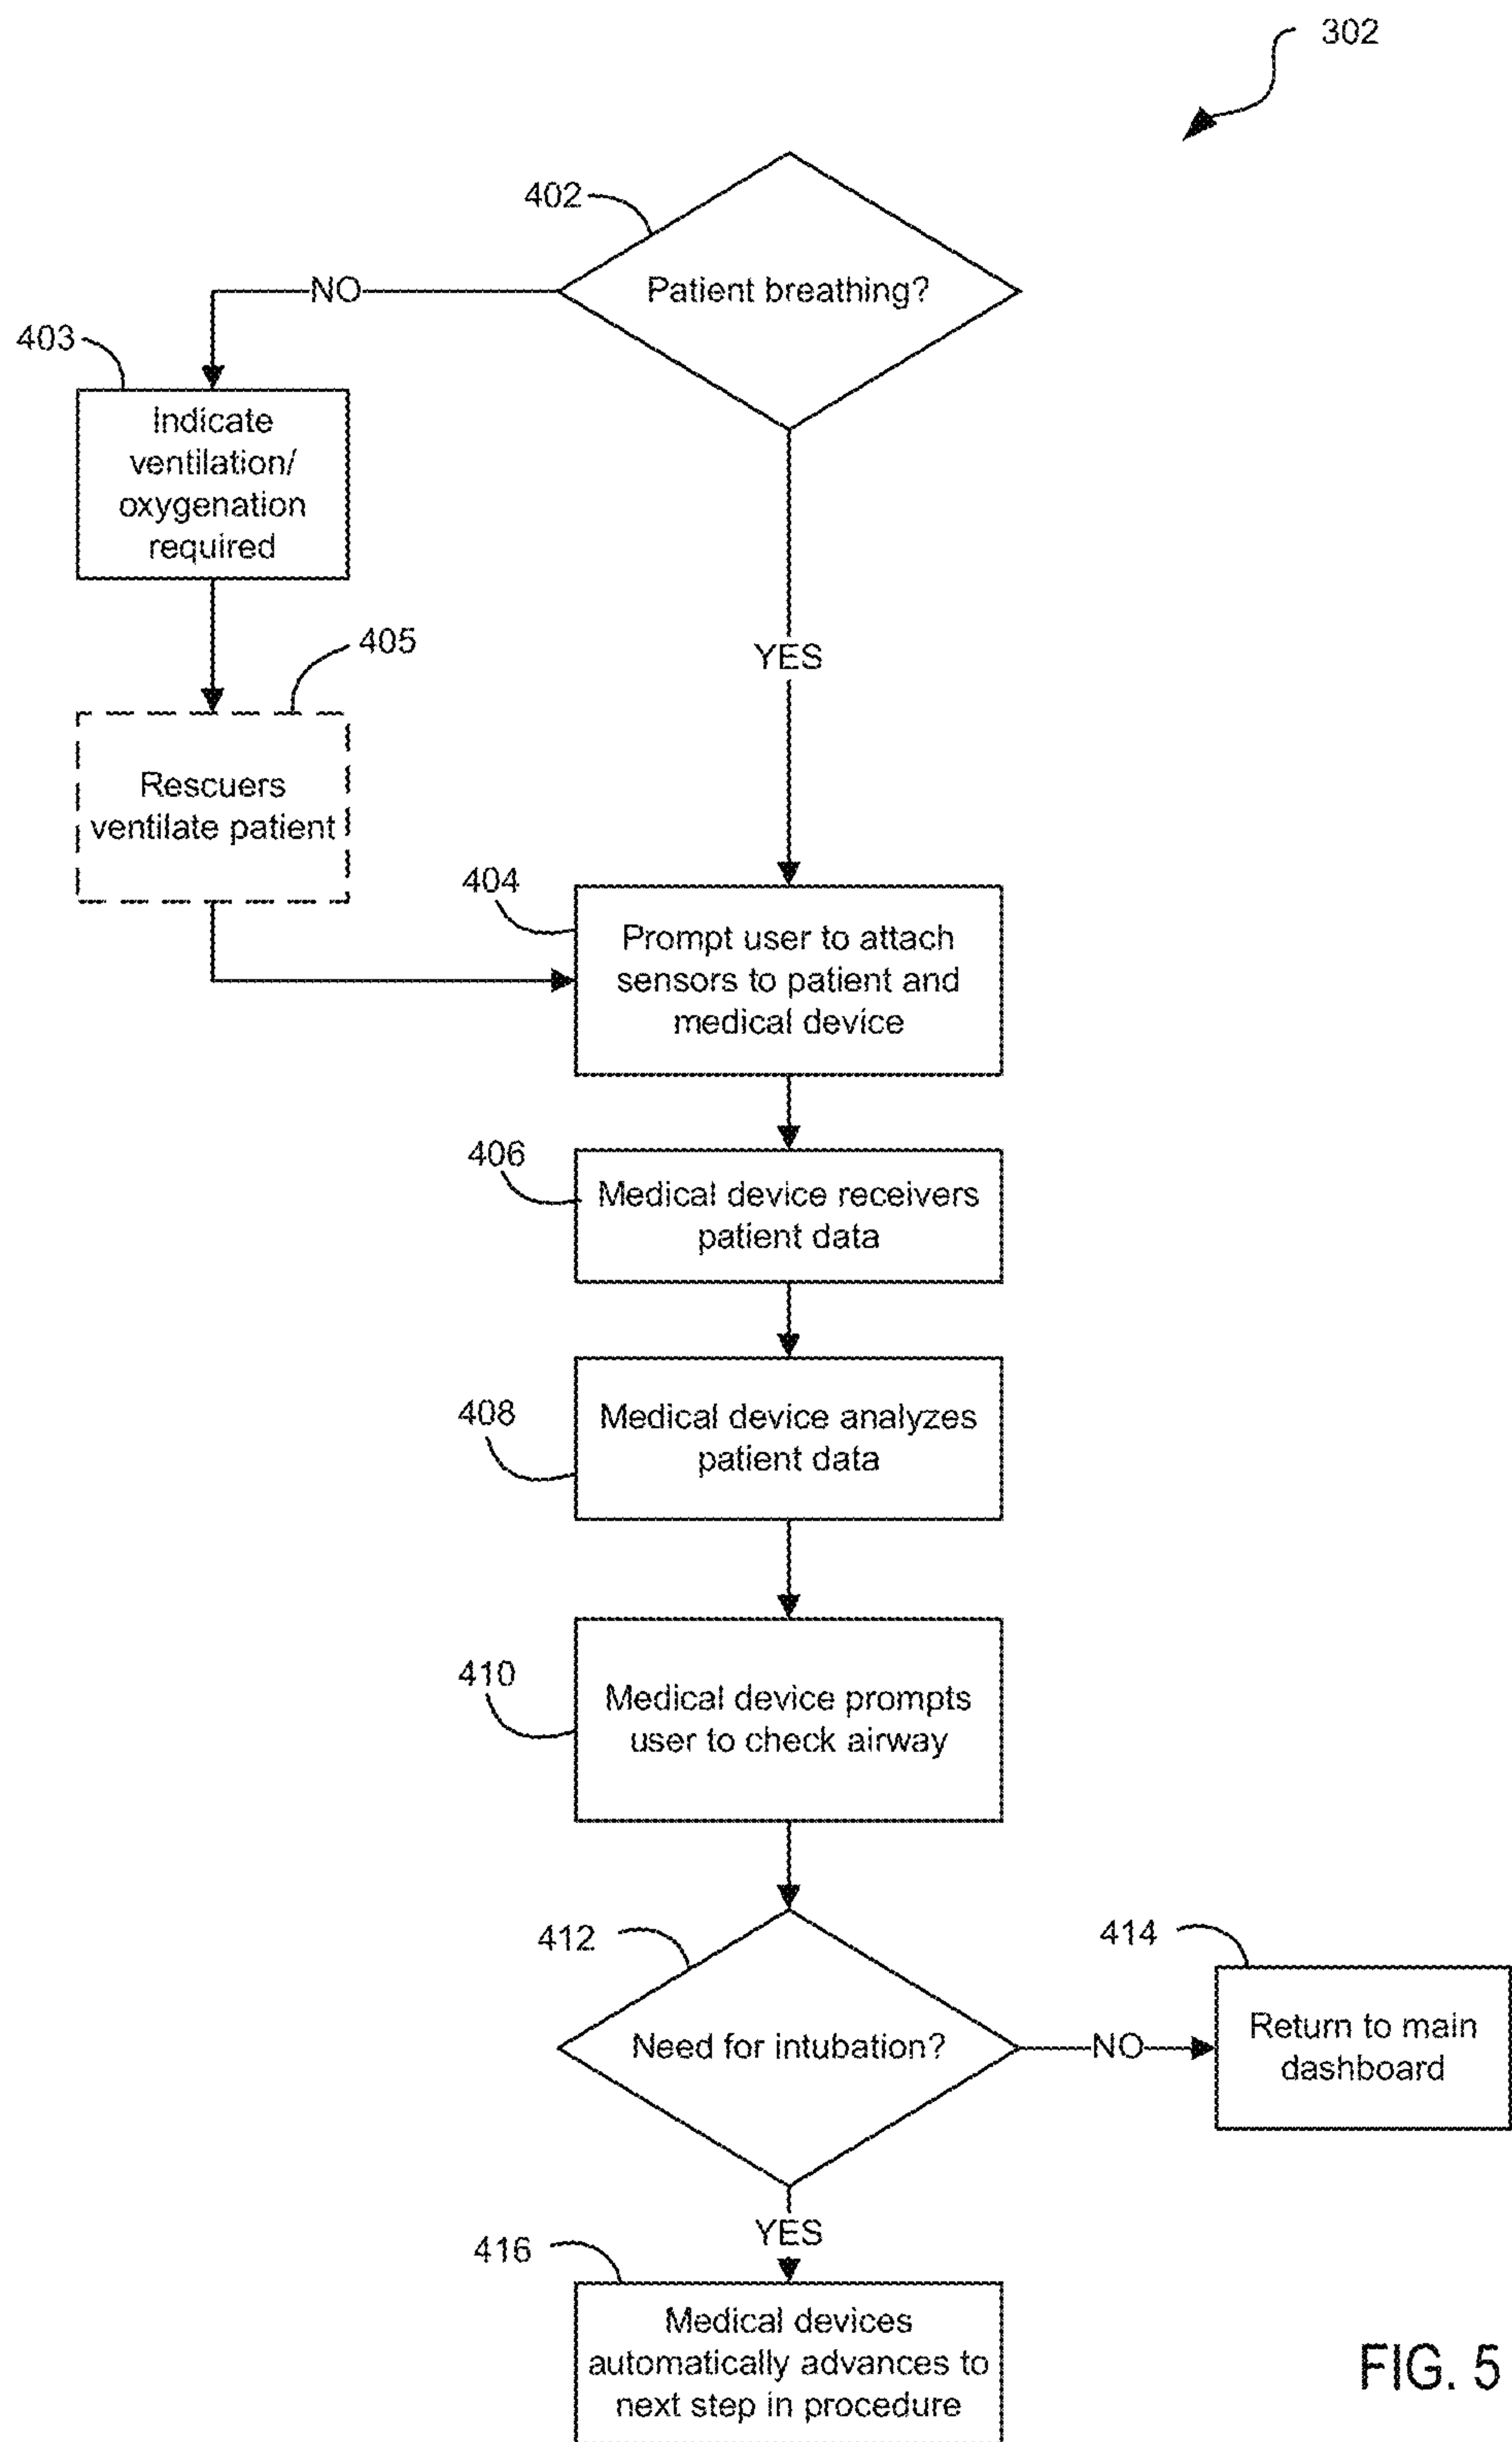 302
402
Patient breathing?
NO
403
Indicate
ventilation/
oxygenation
required
405
YES
Rescuers
ventilate patient
404
Prompt user to attach
sensors to patient and
medical device
406
Medical device receivers
patient data
408
Medical device analyzes
patient data
410
Medical device prompts
user to check airway
412
Need for intubation?
NO
414
Return to main
dashboard
YES
416
Medical devices
automatically advances to
next step in procedure
FIG. 5